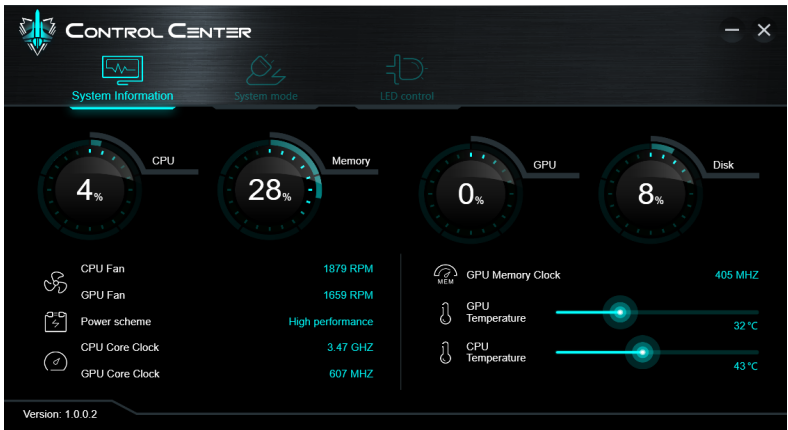 CONTROL CENTER
System Information
System mode
LED control
CPU
4%
Memory
28%
GPU
0%
Disk
8%
CPU Fan 1879 RPM
GPU Fan 1659 RPM
Power scheme High performance
CPU Core Clock 3.47 GHZ
GPU Core Clock 607 MHZ
MEM
GPU Memory Clock 405 MHZ
GPU
Temperature
32 °C
CPU
Temperature
43 °C
Version: 1.0.0.2